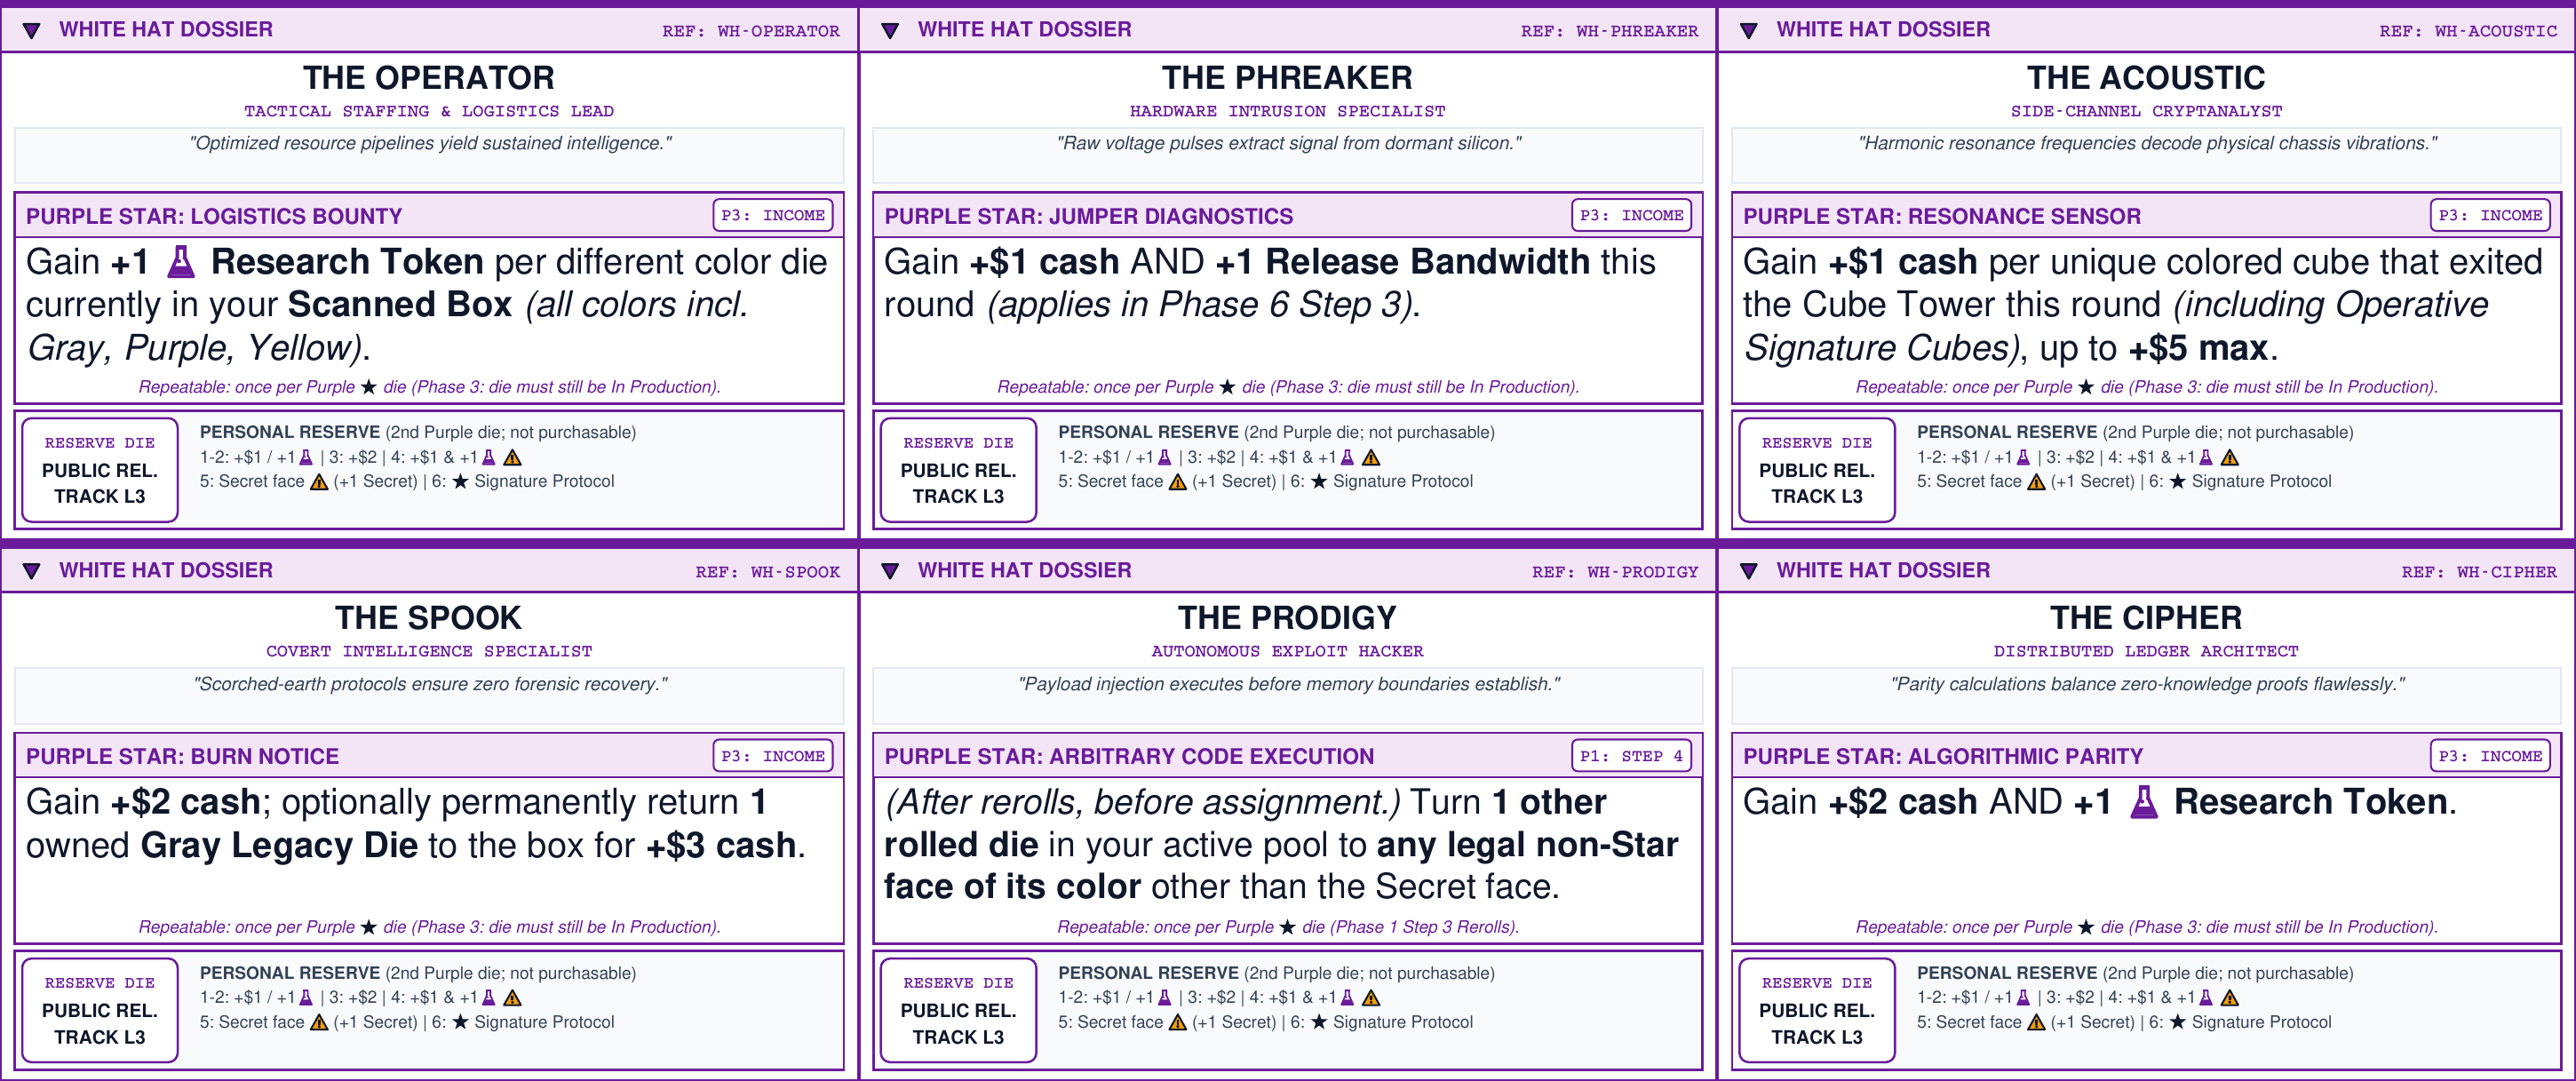 WHITE HAT DOSSIER
REF: WH-OPERATOR
THE OPERATOR
TACTICAL STAFFING & LOGISTICS LEAD
"Optimized resource pipelines yield sustained intelligence."
PURPLE STAR: LOGISTICS BOUNTY
P3: INCOME
Gain +1 Research Token per different color die
currently in your Scanned Box (all colors incl.
Gray, Purple, Yellow).
Repeatable: once per Purple ★ die (Phase 3: die must still be In Production).
RESERVE DIE
PUBLIC REL.
TRACK L3
PERSONAL RESERVE (2nd Purple die; not purchasable)
1-2: +$1 / +1 | 3: +$2 | 4: +$1 & +1 ⚠
5: Secret face ⚠ (+1 Secret) | 6: ★ Signature Protocol
WHITE HAT DOSSIER
REF: WH-PHREAKER
THE PHREAKER
HARDWARE INTRUSION SPECIALIST
"Raw voltage pulses extract signal from dormant silicon."
PURPLE STAR: JUMPER DIAGNOSTICS
P3: INCOME
Gain +$1 cash AND +1 Release Bandwidth this
round (applies in Phase 6 Step 3).
Repeatable: once per Purple ★ die (Phase 3: die must still be In Production).
RESERVE DIE
PUBLIC REL.
TRACK L3
PERSONAL RESERVE (2nd Purple die; not purchasable)
1-2: +$1 / +1 | 3: +$2 | 4: +$1 & +1 ⚠
5: Secret face ⚠ (+1 Secret) | 6: ★ Signature Protocol
WHITE HAT DOSSIER
REF: WH-ACOUSTIC
THE ACOUSTIC
SIDE-CHANNEL CRYPTANALYST
"Harmonic resonance frequencies decode physical chassis vibrations."
PURPLE STAR: RESONANCE SENSOR
P3: INCOME
Gain +$1 cash per unique colored cube that exited
the Cube Tower this round (including Operative
Signature Cubes), up to +$5 max.
Repeatable: once per Purple ★ die (Phase 3: die must still be In Production).
RESERVE DIE
PUBLIC REL.
TRACK L3
PERSONAL RESERVE (2nd Purple die; not purchasable)
1-2: +$1 / +1 | 3: +$2 | 4: +$1 & +1 ⚠
5: Secret face ⚠ (+1 Secret) | 6: ★ Signature Protocol
WHITE HAT DOSSIER
REF: WH-SPOOK
THE SPOOK
COVERT INTELLIGENCE SPECIALIST
"Scorched-earth protocols ensure zero forensic recovery."
PURPLE STAR: BURN NOTICE
P3: INCOME
Gain +$2 cash; optionally permanently return 1
owned Gray Legacy Die to the box for +$3 cash.
Repeatable: once per Purple ★ die (Phase 3: die must still be In Production).
RESERVE DIE
PUBLIC REL.
TRACK L3
PERSONAL RESERVE (2nd Purple die; not purchasable)
1-2: +$1 / +1 | 3: +$2 | 4: +$1 & +1 ⚠
5: Secret face ⚠ (+1 Secret) | 6: ★ Signature Protocol
WHITE HAT DOSSIER
REF: WH-PRODIGY
THE PRODIGY
AUTONOMOUS EXPLOIT HACKER
"Payload injection executes before memory boundaries establish."
PURPLE STAR: ARBITRARY CODE EXECUTION
P1: STEP 4
(After rerolls, before assignment.) Turn 1 other
rolled die in your active pool to any legal non-Star
face of its color other than the Secret face.
Repeatable: once per Purple ★ die (Phase 1 Step 3 Rerolls).
RESERVE DIE
PUBLIC REL.
TRACK L3
PERSONAL RESERVE (2nd Purple die; not purchasable)
1-2: +$1 / +1 | 3: +$2 | 4: +$1 & +1 ⚠
5: Secret face ⚠ (+1 Secret) | 6: ★ Signature Protocol
WHITE HAT DOSSIER
REF: WH-CIPHER
THE CIPHER
DISTRIBUTED LEDGER ARCHITECT
"Parity calculations balance zero-knowledge proofs flawlessly."
PURPLE STAR: ALGORITHMIC PARITY
P3: INCOME
Gain +$2 cash AND +1 Research Token.
Repeatable: once per Purple ★ die (Phase 3: die must still be In Production).
RESERVE DIE
PUBLIC REL.
TRACK L3
PERSONAL RESERVE (2nd Purple die; not purchasable)
1-2: +$1 / +1 | 3: +$2 | 4: +$1 & +1 ⚠
5: Secret face ⚠ (+1 Secret) | 6: ★ Signature Protocol